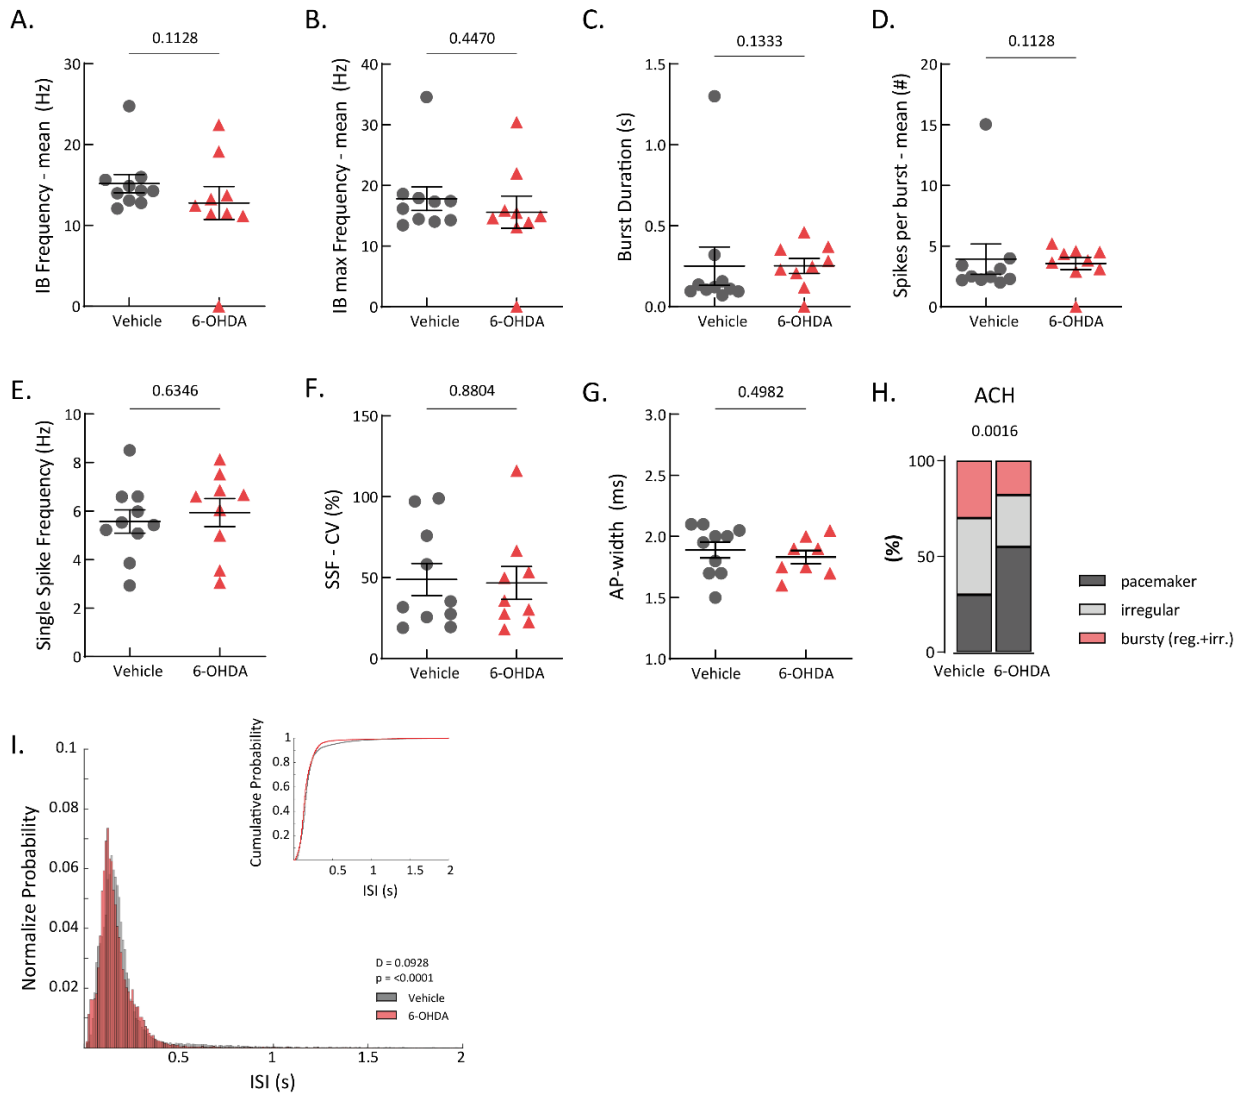 A.
0.1128
IB Frequency - mean (Hz)
30
20
10
0
Vehicle
6-OHDA
B.
0.4470
IB max Frequency - mean (Hz)
40
30
20
10
0
Vehicle
6-OHDA
C.
0.1333
Burst Duration (s)
1.5
1.0
0.5
0.0
Vehicle
6-OHDA
D.
0.1128
Spikes per burst - mean (#)
20
15
10
5
0
Vehicle
6-OHDA
E.
0.6346
Single Spike Frequency (Hz)
10
8
6
4
2
0
Vehicle
6-OHDA
F.
0.8804
SSF - CV (%)
150
100
50
0
Vehicle
6-OHDA
G.
0.4982
AP-width (ms)
3.0
2.5
2.0
1.5
1.0
Vehicle
6-OHDA
H.
ACH
0.0016
(%)
100
50
0
Vehicle 6-OHDA
pacemaker
irregular
bursty (reg.+irr.)
I.
Normalize Probability
0.1
0.08
0.06
0.04
0.02
0.5
1
1.5
2
ISI (s)
Cumulative Probability
1
0.8
0.6
0.4
0.2
0.5
1
1.5
2
ISI (s)
D = 0.0928
p = <0.0001
Vehicle
6-OHDA